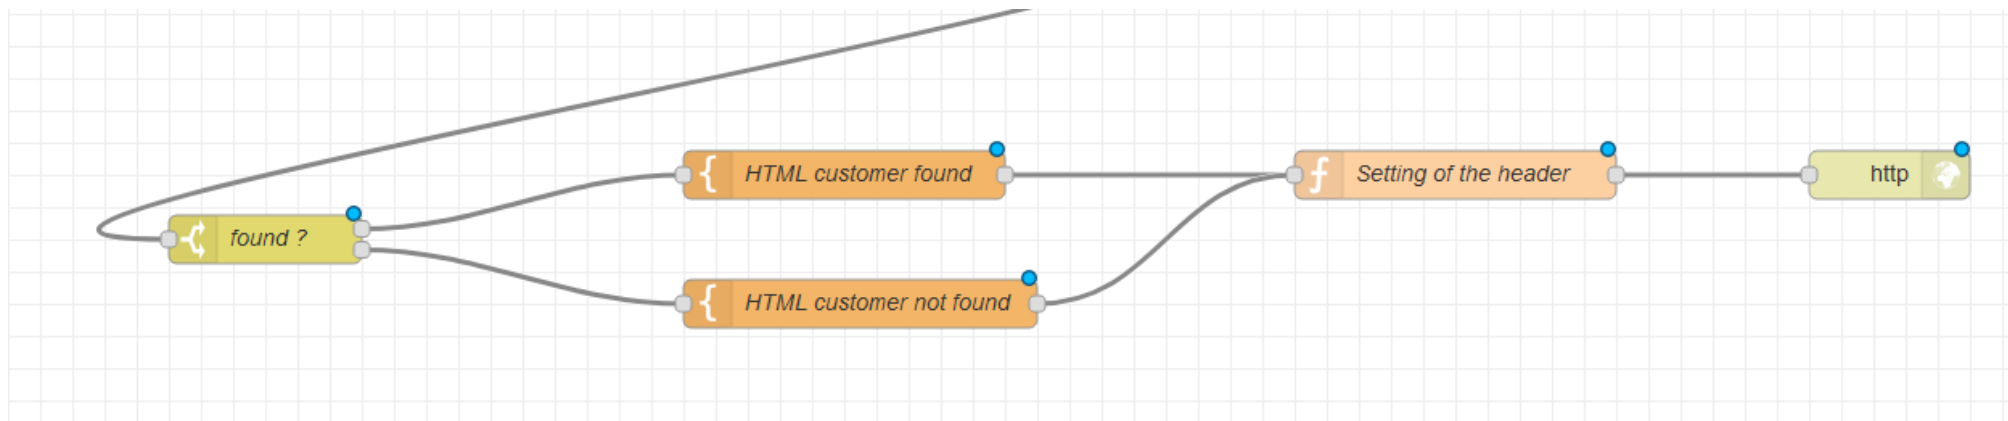 found ?
HTML customer found
HTML customer not found
Setting of the header
http